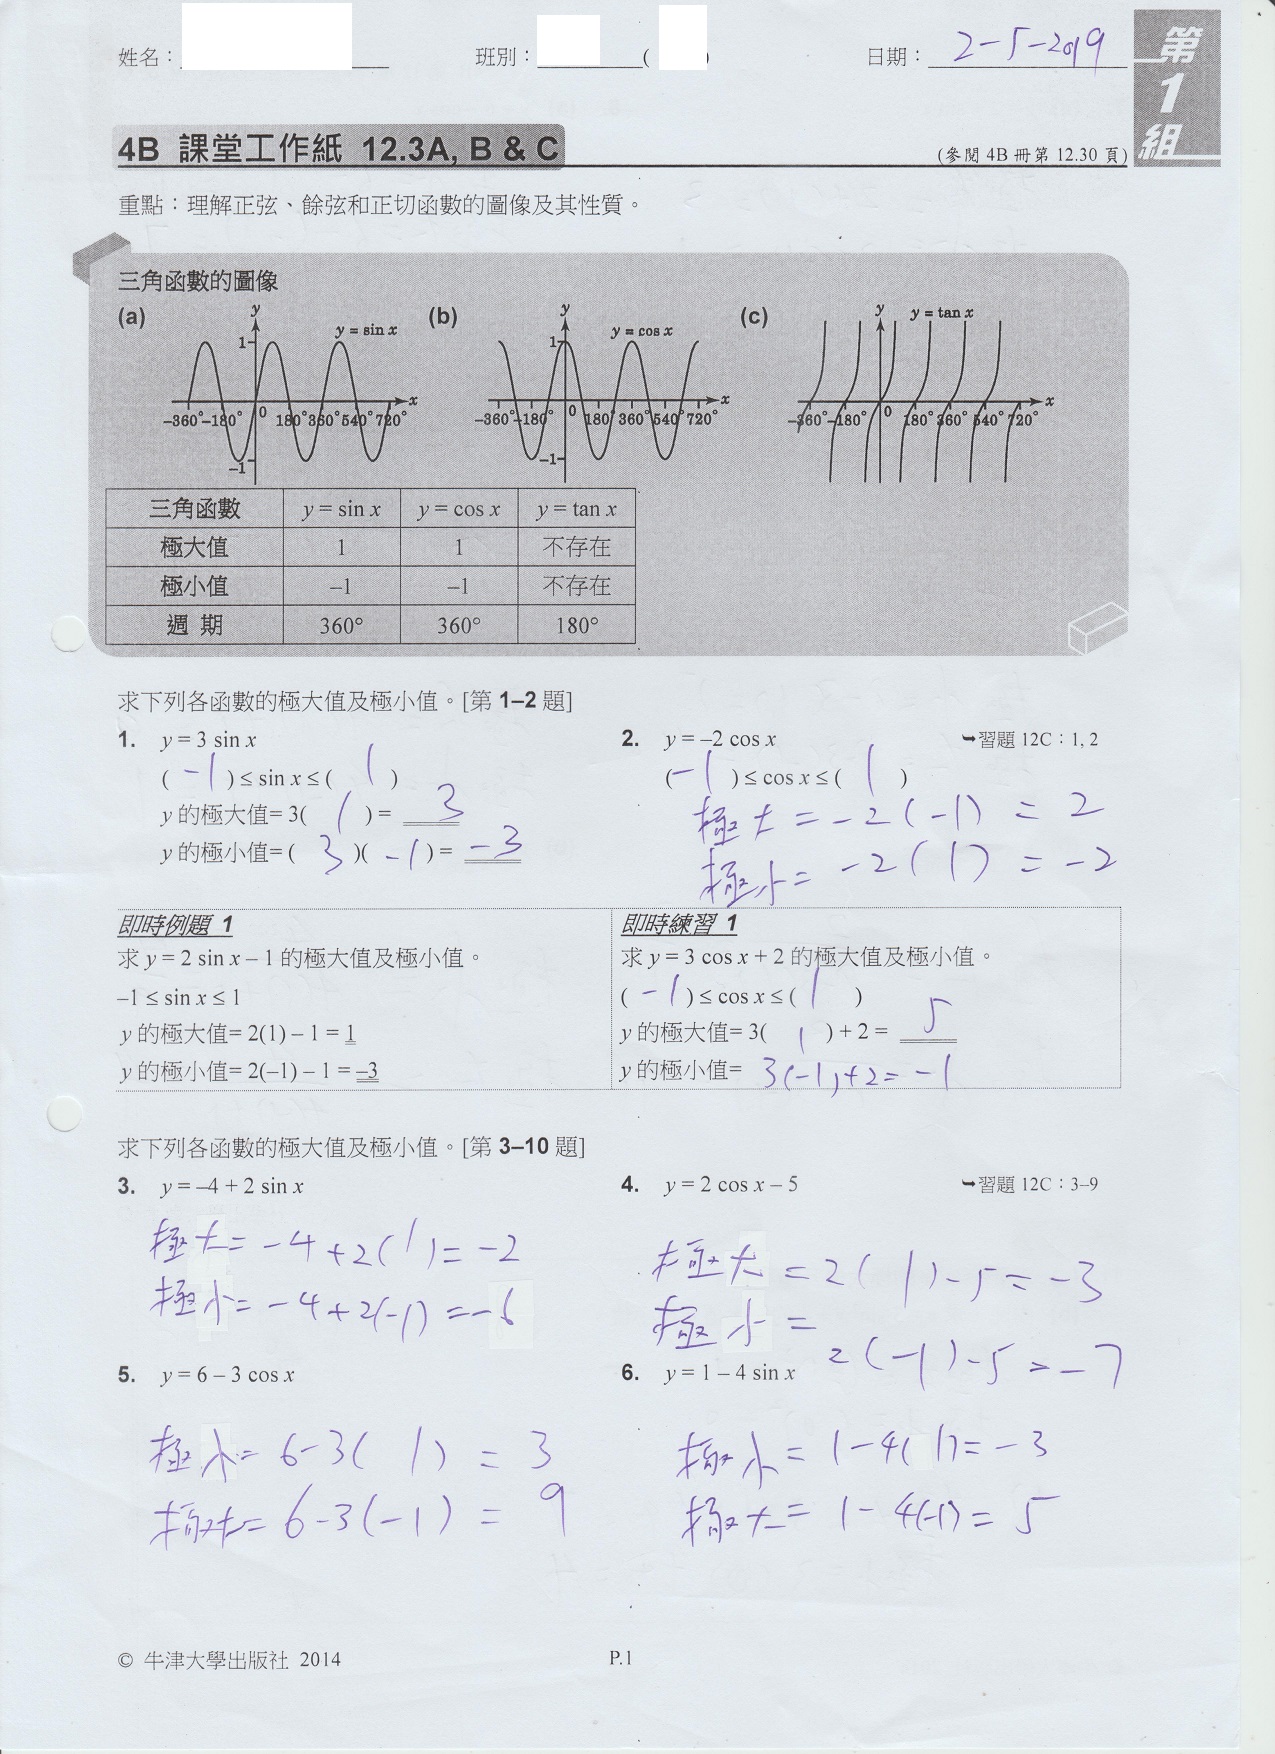 姓名： 班別： ( ) 日期： 2-5-2019
第1組
4B 課堂工作紙 12.3A, B & C
(參閱 4B 冊第 12.30 頁)
重點：理解正弦、餘弦和正切函數的圖像及其性質。
三角函數的圖像
(a) y y = sin x 1 –1 0 –360° –180° 180° 360° 540° 720° x
(b) y y = cos x 1 –1 0 –360° –180° 180° 360° 540° 720° x
(c) y y = tan x 0 –360° –180° 180° 360° 540° 720° x
三角函數 y = sin x y = cos x y = tan x
極大值 1 1 不存在
極小值 –1 –1 不存在
週 期 360° 360° 180°
求下列各函數的極大值及極小值。[第 1–2 題]
1. y = 3 sin x
( -1 ) ≤ sin x ≤ ( 1 )
y 的極大值= 3( 1 ) = 3
y 的極小值= ( 3 )( -1 ) = -3
2. y = –2 cos x ➥習題 12C：1, 2
( -1 ) ≤ cos x ≤ ( 1 )
極大 = -2(-1) = 2
極小 = -2(1) = -2
即時例題 1
求 y = 2 sin x – 1 的極大值及極小值。
–1 ≤ sin x ≤ 1
y 的極大值= 2(1) – 1 = 1
y 的極小值= 2(–1) – 1 = –3
即時練習 1
求 y = 3 cos x + 2 的極大值及極小值。
( -1 ) ≤ cos x ≤ ( 1 )
y 的極大值= 3( 1 ) + 2 = 5
y 的極小值= 3(-1)+2= -1
求下列各函數的極大值及極小值。[第 3–10 題]
3. y = –4 + 2 sin x
極大= -4+2(1)= -2
極小= -4+2(-1)=-6
4. y = 2 cos x – 5 ➥習題 12C：3–9
極大 = 2(1)-5= -3
極小 =
2(-1)-5=-7
5. y = 6 – 3 cos x
極小= 6-3(1) = 3
極大= 6-3(-1) = 9
6. y = 1 – 4 sin x
極小= 1-4(1)= -3
極大= 1-4(-1)= 5
© 牛津大學出版社 2014
P.1